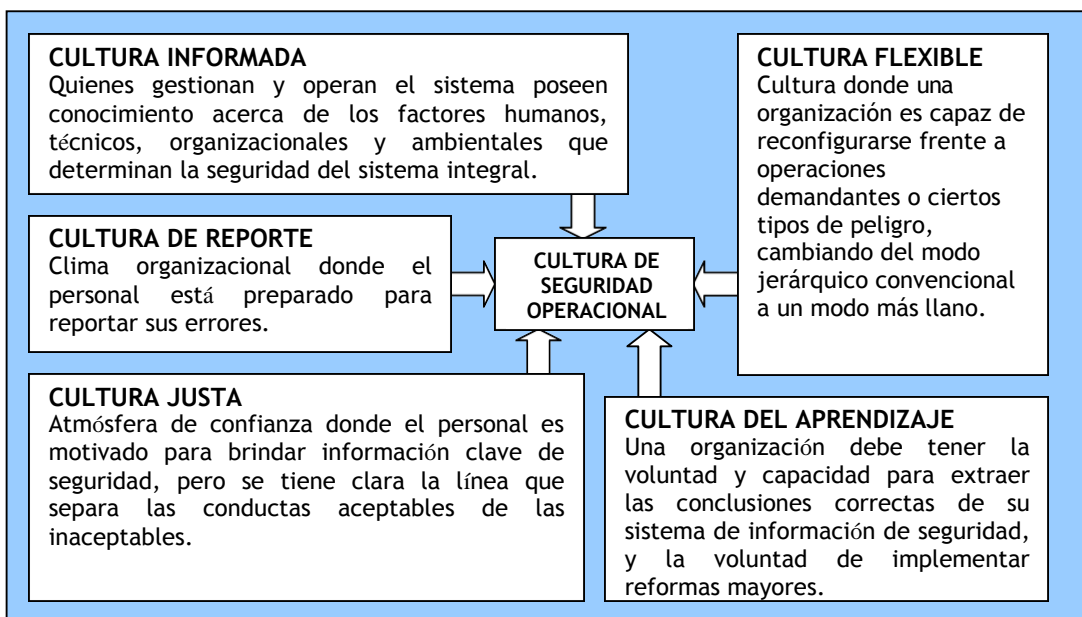 CULTURA INFORMADA
Quienes gestionan y operan el sistema poseen
conocimiento acerca de los factores humanos,
técnicos, organizacionales y ambientales que
determinan la seguridad del sistema integral.
CULTURA FLEXIBLE
Cultura donde una
organización es capaz de
reconfigurarse frente a
operaciones
demandantes o ciertos
tipos de peligro,
cambiando del modo
jerárquico convencional
a un modo más llano.
CULTURA DE REPORTE
Clima organizacional donde el
personal está preparado para
reportar sus errores.
CULTURA DE
SEGURIDAD
OPERACIONAL
CULTURA JUSTA
Atmósfera de confianza donde el personal es
motivado para brindar información clave de
seguridad, pero se tiene clara la línea que
separa las conductas aceptables de las
inaceptables.
CULTURA DEL APRENDIZAJE
Una organización debe tener la
voluntad y capacidad para extraer
las conclusiones correctas de su
sistema de información de seguridad,
y la voluntad de implementar
reformas mayores.